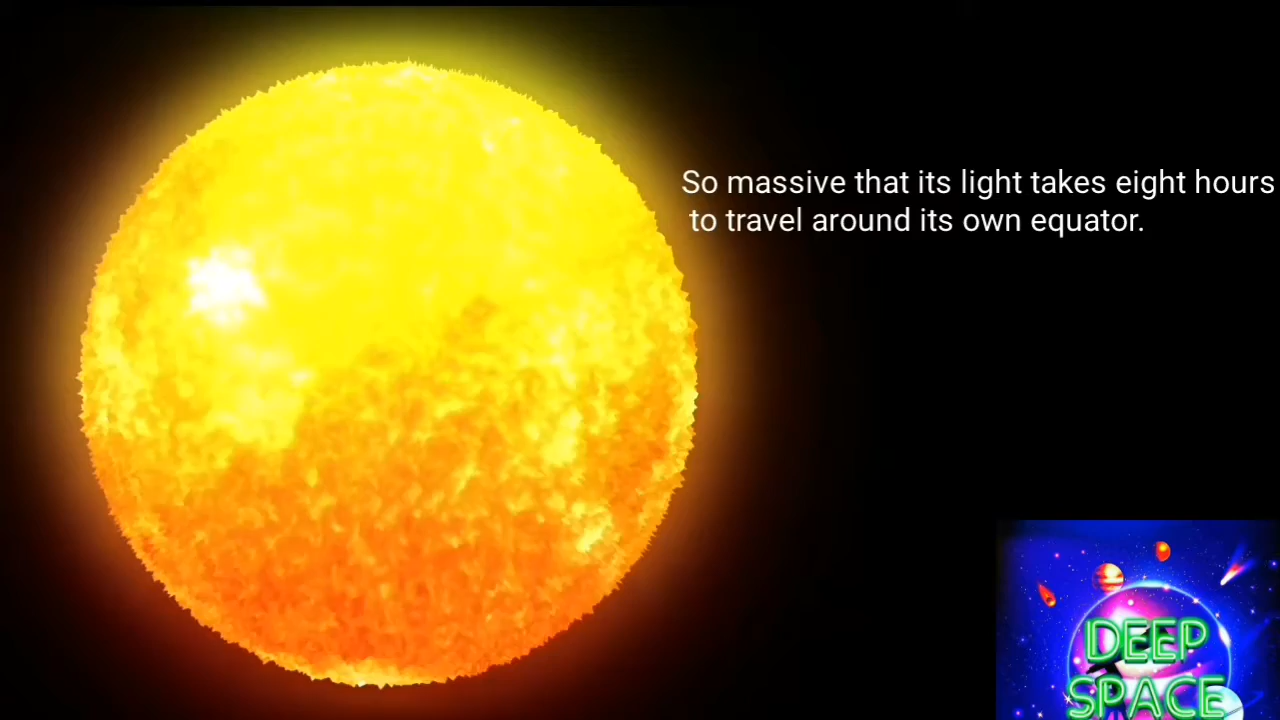 So massive that its light takes eight hours
to travel around its own equator.
DEEP
SPACE